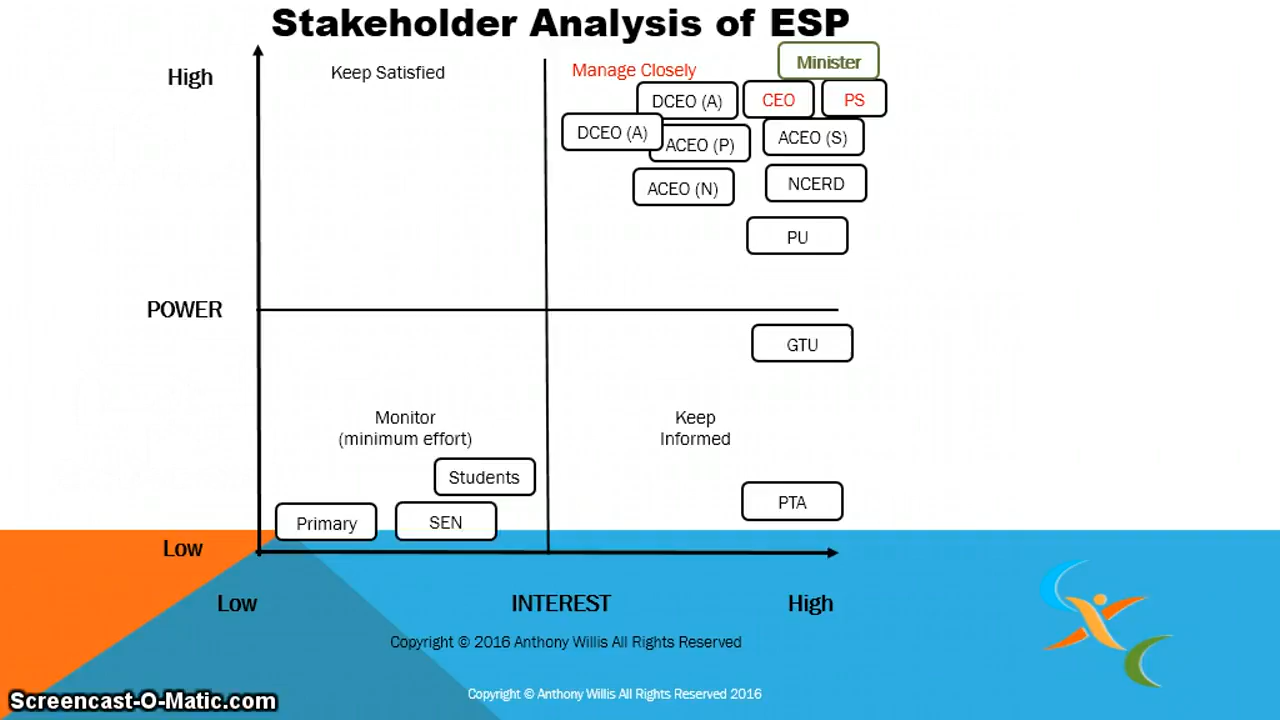 Stakeholder Analysis of ESP
High
Keep Satisfied
Manage Closely
Minister
DCEO (A)
CEO
PS
DCEO (A)
ACEO (P)
ACEO (S)
ACEO (N)
NCERD
PU
POWER
GTU
Monitor
(minimum effort)
Keep
Informed
Students
PTA
Primary
SEN
Low
Low
INTEREST
High
Copyright © 2016 Anthony Willis All Rights Reserved
Copyright © Anthony Willis All Rights Reserved 2016
Screencast-O-Matic.com